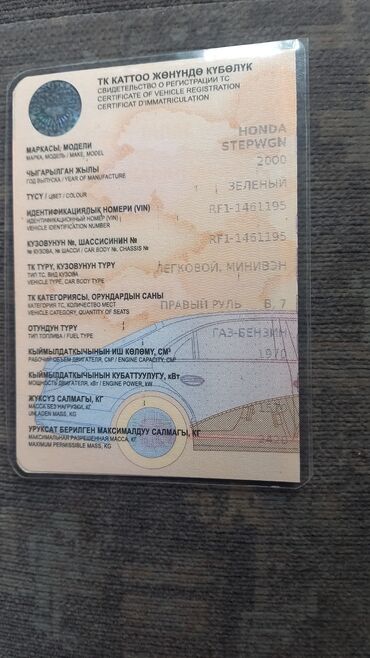 ТК КАТТОО ЖӨНҮНДӨ КҮБӨЛҮК
СВИДЕТЕЛЬСТВО О РЕГИСТРАЦИИ ТС
CERTIFICATE OF VEHICLE REGISTRATION
CERTIFICAT D'IMMATRICULATION
HONDA
МАРКАСЫ, МОДЕЛИ STEPWGN
МАРКА, МОДЕЛЬ / MAKE, MODEL
ЧЫГАРЫЛГАН ЖЫЛЫ 2000
ГОД ВЫПУСКА / YEAR OF MANUFACTURE
ТҮСҮ / ЦВЕТ / COLOUR ЗЕЛЕНЫЙ
ИДЕНТИФИКАЦИЯЛЫК НОМЕРИ (VIN) RF1-1461195
ИДЕНТИФИКАЦИОННЫЙ НОМЕР (VIN)
VEHICLE IDENTIFICATION NUMBER
КУЗОВУНУН №, ШАССИСИНИН № RF1-1461195
№ КУЗОВА, № ШАССИ / CAR BODY №, CHASSIS №
ТК ТҮРҮ, КУЗОВУНУН ТҮРҮ ЛЕГКОВОЙ, МИНИВЭН
ТИП ТС, ВИД КУЗОВА
VEHICLE TYPE, CAR BODY TYPE
ТК КАТЕГОРИЯСЫ, ОРУНДАРДЫН САНЫ ПРАВЫЙ РУЛЬ В, 7
КАТЕГОРИЯ ТС, КОЛИЧЕСТВО МЕСТ
VEHICLE CATEGORY, QUANTITY OF SEATS
ОТУНДУН ТҮРҮ ГАЗ-БЕНЗИН
ТИП ТОПЛИВА / FUEL TYPE
КЫЙМЫЛДАТКЫЧЫНЫН ИШ КӨЛӨМҮ, СМ³ 1970
РАБОЧИЙ ОБЪЕМ ДВИГАТЕЛЯ, СМ³ / ENGINE CAPACITY, CM³
КЫЙМЫЛДАТКЫЧЫНЫН КУБАТТУУЛУГУ, кВт
МОЩНОСТЬ ДВИГАТЕЛЯ, кВт / ENGINE POWER, KW
ЖҮКСҮЗ САЛМАГЫ, КГ
МАССА БЕЗ НАГРУЗКИ, КГ
UNLADEN MASS, KG
УРУКСАТ БЕРИЛГЕН МАКСИМАЛДУУ САЛМАГЫ, КГ
МАКСИМАЛЬНАЯ РАЗРЕШЕННАЯ МАССА, КГ
MAXIMUM PERMISSIBLE MASS, KG